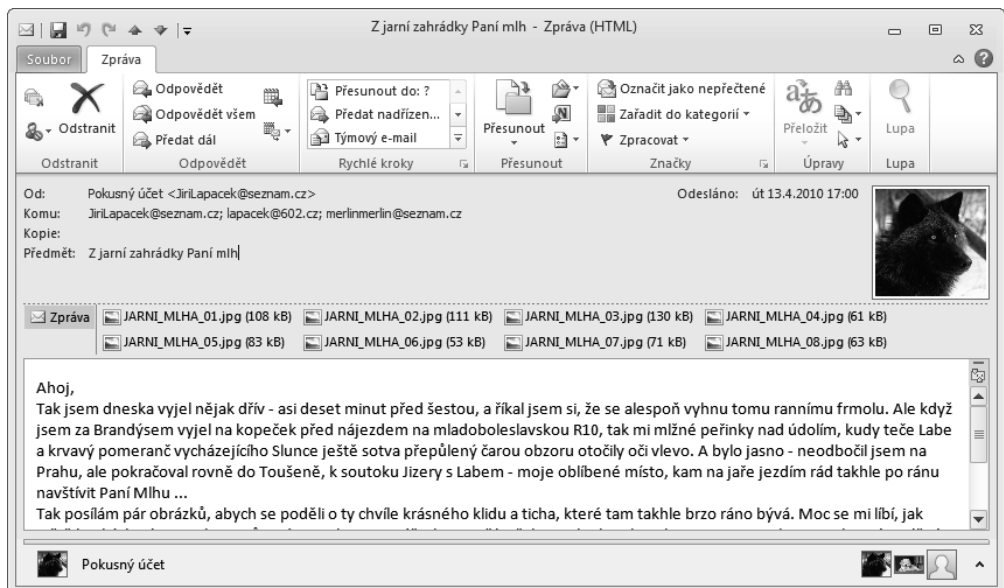 Z jarní zahrádky Paní mlh - Zpráva (HTML)
Soubor Zpráva
Odstranit
Odpovědět
Odpovědět všem
Předat dál
Přesunout do: ?
Předat nadřízen...
Týmový e-mail
Přesunout
Označit jako nepřečtené
Zařadit do kategorií
Zpracovat
Přeložit
Lupa
Odstranit Odpovědět Rychlé kroky Přesunout Značky Úpravy Lupa
Od: Pokusný účet <JiriLapacek@seznam.cz> Odesláno: út 13.4.2010 17:00
Komu: JiriLapacek@seznam.cz; lapacek@602.cz; merlinmerlin@seznam.cz
Kopie:
Předmět: Z jarní zahrádky Paní mlh
Zpráva JARNI_MLHA_01.jpg (108 kB) JARNI_MLHA_02.jpg (111 kB) JARNI_MLHA_03.jpg (130 kB) JARNI_MLHA_04.jpg (61 kB)
JARNI_MLHA_05.jpg (83 kB) JARNI_MLHA_06.jpg (53 kB) JARNI_MLHA_07.jpg (71 kB) JARNI_MLHA_08.jpg (63 kB)
Ahoj,
Tak jsem dneska vyjel nějak dřív - asi deset minut před šestou, a říkal jsem si, že se alespoň vyhnu tomu rannímu frmolu. Ale když
jsem za Brandýsem vyjel na kopeček před nájezdem na mladoboleslavskou R10, tak mi mlžné peřinky nad údolím, kudy teče Labe
a krvavý pomeranč vycházejícího Slunce ještě sotva přepůlený čarou obzoru otočily oči vlevo. A bylo jasno - neodbočil jsem na
Prahu, ale pokračoval rovně do Toušeně, k soutoku Jizery s Labem - moje oblíbené místo, kam na jaře jezdím rád takhle po ránu
navštívit Paní Mlhu ...
Tak posílám pár obrázků, abych se poděli o ty chvíle krásného klidu a ticha, které tam takhle brzo ráno bývá. Moc se mi líbí, jak
Pokusný účet